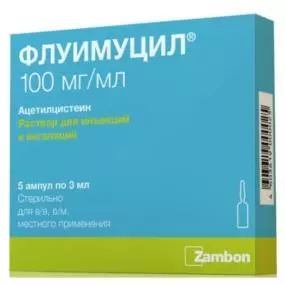 ФЛУИМУЦИЛ®
100 мг/мл
Ацетилцистеин
Раствор для инъекций
и ингаляций
5 ампул по 3 мл
Стерильно
для в/в, в/м,
местного применения
Zambon